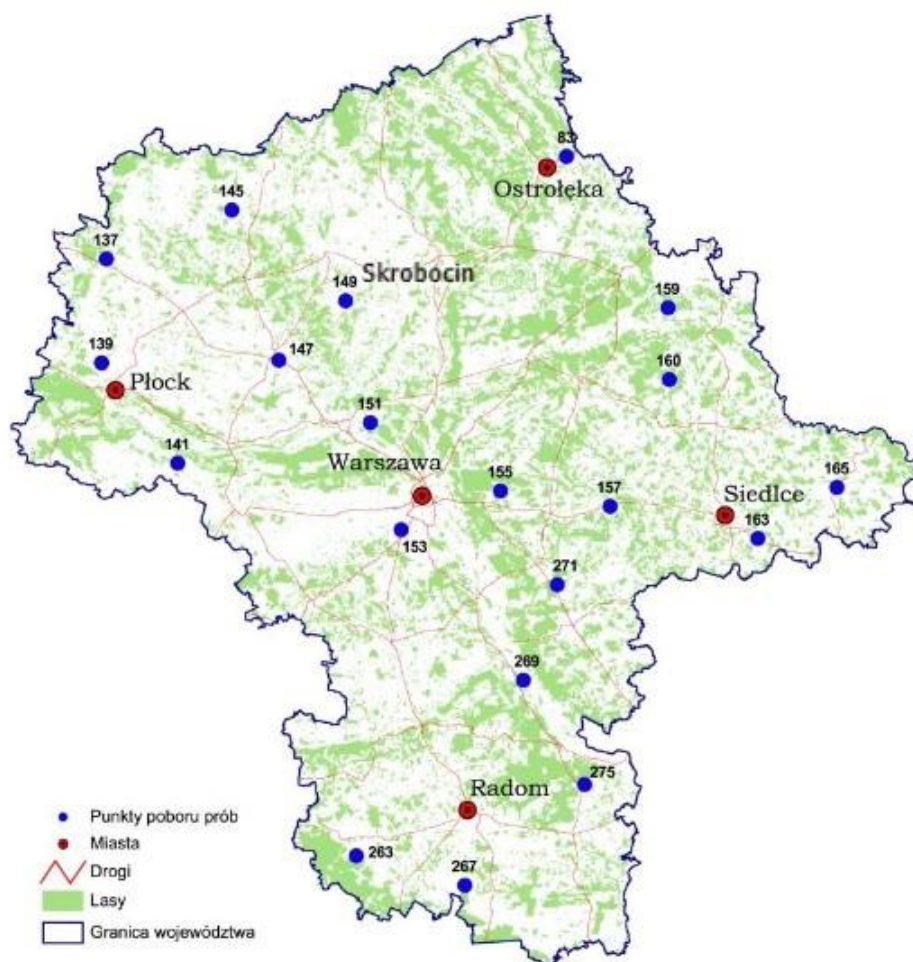 83
Ostrołęka
145
137
Skrobocin
149
159
139
147
160
Płock
151
141
Warszawa
155
157
165
Siedlce
163
153
271
269
275
Radom
263
267
Punkty poboru prób
Miasta
Drogi
Lasy
Granica województwa